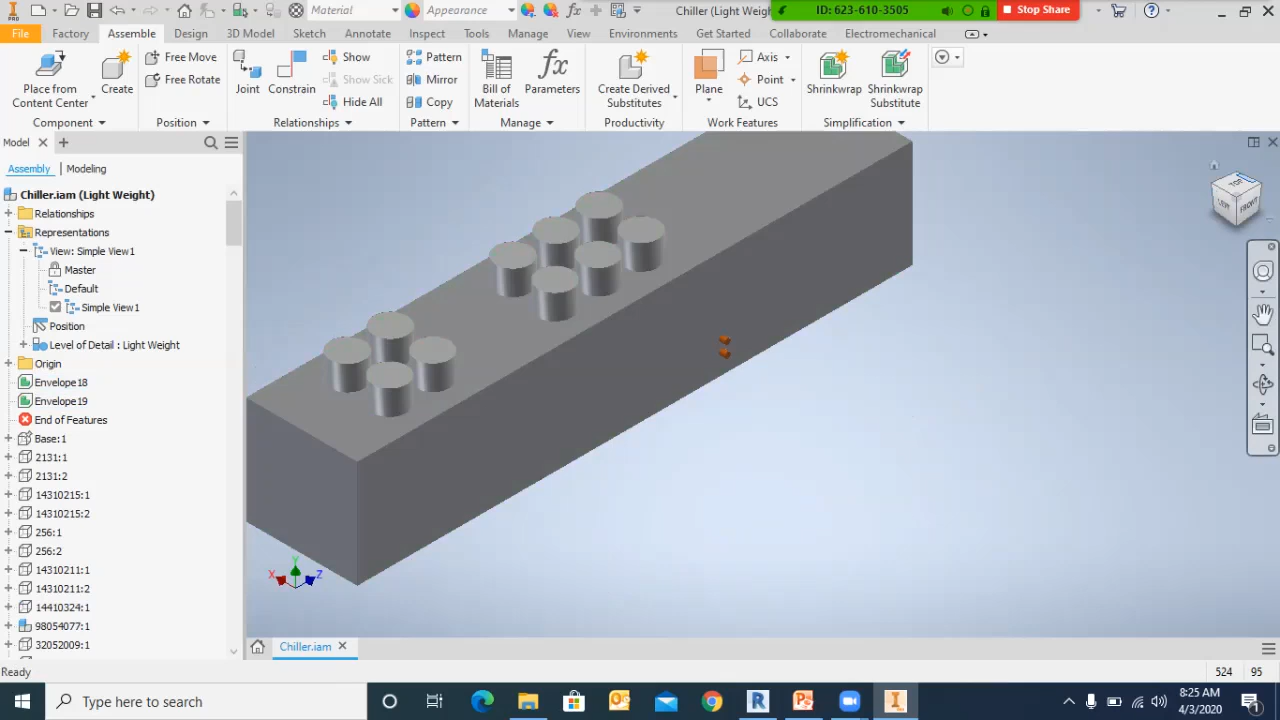 PRO
Material
Appearance
fx
Chiller (Light Weigh
ID: 623-610-3505
Stop Share
File Factory Assemble Design 3D Model Sketch Annotate Inspect Tools Manage View Environments Get Started Collaborate Electromechanical
Place from
Content Center
Create
Free Move
Free Rotate
Joint
Constrain
Show
Show Sick
Hide All
Pattern
Mirror
Copy
Bill of
Materials
fx
Parameters
Create Derived
Substitutes
Plane
Axis
Point
UCS
Shrinkwrap
Shrinkwrap
Substitute
Component Position Relationships Pattern Manage Productivity Work Features Simplification
Model
Assembly Modeling
Chiller.iam (Light Weight)
Relationships
Representations
View: Simple View1
Master
Default
Simple View1
Position
Level of Detail : Light Weight
Origin
Envelope18
Envelope19
End of Features
Base:1
2131:1
2131:2
14310215:1
14310215:2
256:1
256:2
14310211:1
14310211:2
14410324:1
98054077:1
32052009:1
FRONT
X Y Z
Chiller.iam
Ready
524 95
Type here to search
8:25 AM
4/3/2020